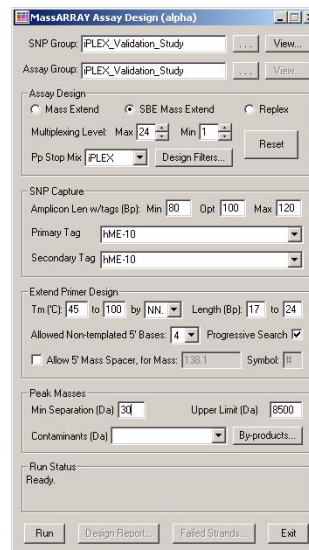 MassARRAY Assay Design (alpha)
SNP Group: iPLEX_Validation_Study ... View...
Assay Group: iPLEX_Validation_Study ... View...
Assay Design
Mass Extend SBE Mass Extend Replex
Multiplexing Level: Max 24 Min 1
Reset
Pp Stop Mix iPLEX Design Filters...
SNP Capture
Amplicon Len w/tags (Bp): Min 80 Opt 100 Max 120
Primary Tag hME-10
Secondary Tag hME-10
Extend Primer Design
Tm (°C): 45 to 100 by NN. Length (Bp): 17 to 24
Allowed Non-templated 5' Bases: 4 Progressive Search
Allow 5' Mass Spacer, for Mass: 138.1 Symbol: #
Peak Masses
Min Separation (Da) 30 Upper Limit (Da) 8500
Contaminants (Da) By-products...
Run Status
Ready.
Run Design Report... Failed Strands... Exit